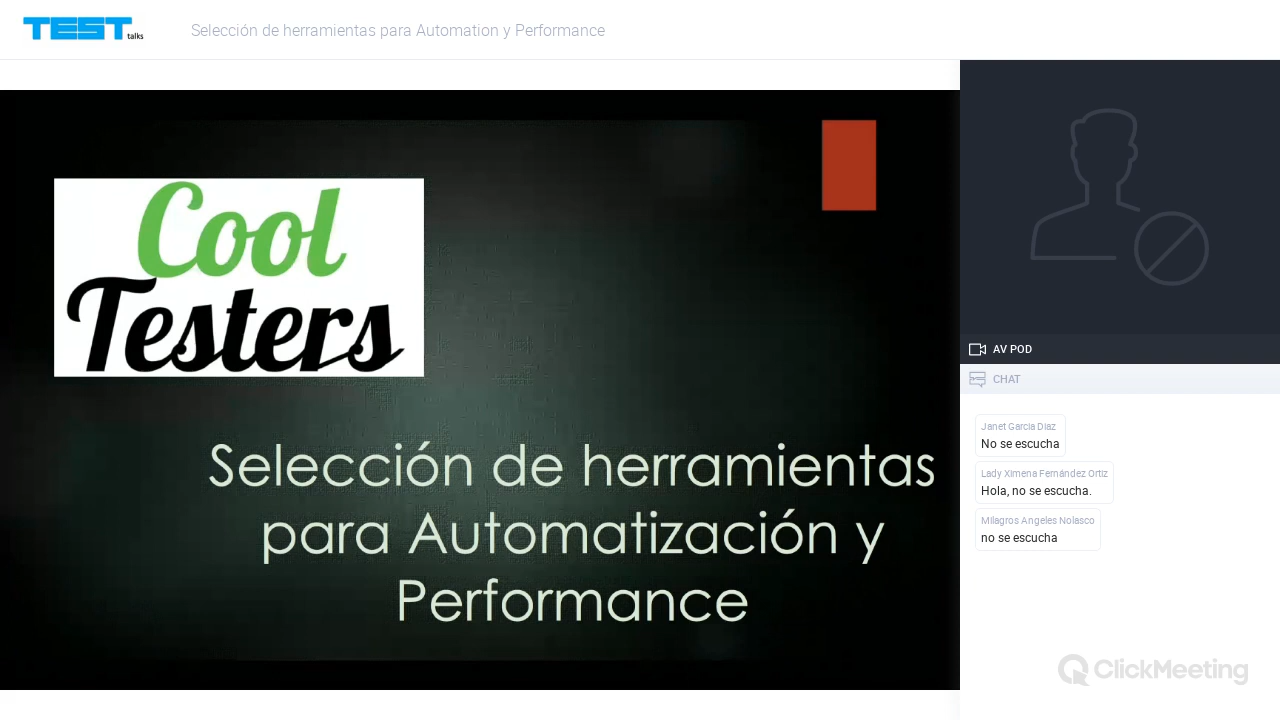 TEST talks
Selección de herramientas para Automation y Performance
Cool
Testers
Selección de herramientas
para Automatización y
Performance
AV POD
CHAT
Janet Garcia Diaz
No se escucha
Lady Ximena Fernández Ortiz
Hola, no se escucha.
Milagros Angeles Nolasco
no se escucha
ClickMeeting